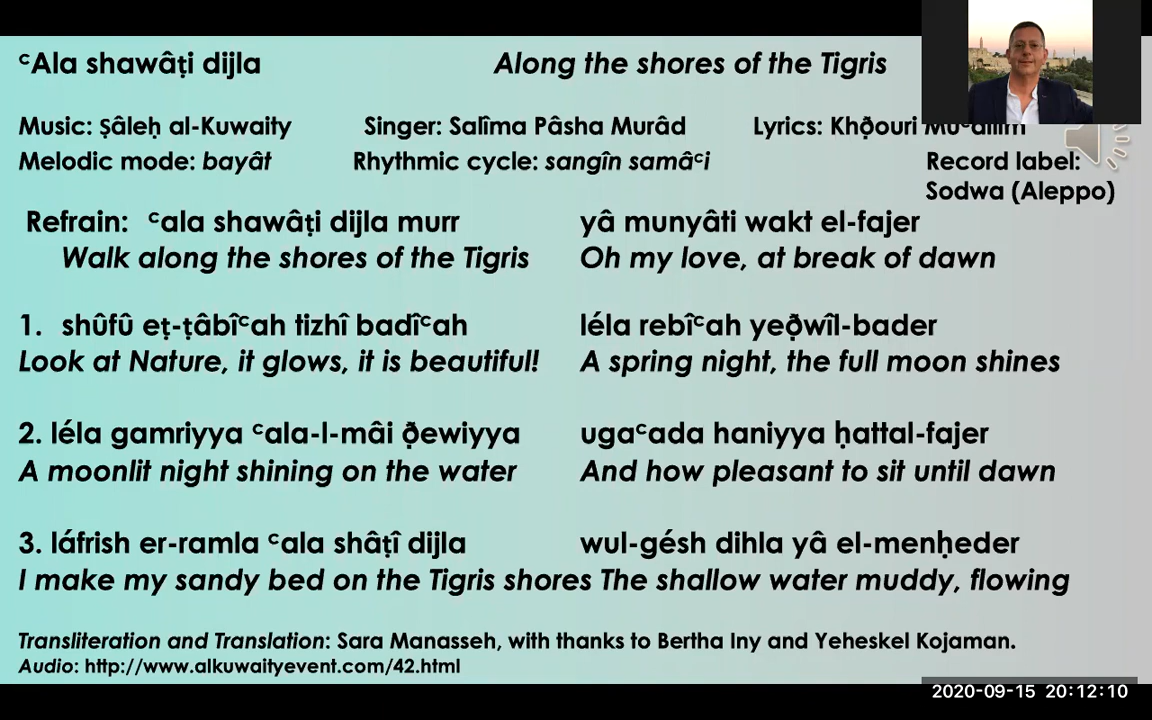 ᶜAla shawâṭi dijla Along the shores of the Tigris
Music: Ṣâleḥ al-Kuwaity Singer: Salîma Pâsha Murâd Lyrics: Khð̣ouri Muᶜallim
Melodic mode: bayât Rhythmic cycle: sangîn samâᶜi Record label:
Sodwa (Aleppo)
Refrain: ᶜala shawâṭi dijla murr yâ munyâti wakt el-fajer
Walk along the shores of the Tigris Oh my love, at break of dawn
1. shûfû eṭ-ṭâbîᶜah tizhî badîᶜah léla rebîᶜah yeð̣wîl-bader
Look at Nature, it glows, it is beautiful! A spring night, the full moon shines
2. léla gamriyya ᶜala-l-mâi ð̣ewiyya ugaᶜada haniyya ḥattal-fajer
A moonlit night shining on the water And how pleasant to sit until dawn
3. láfrish er-ramla ᶜala shâṭî dijla wul-gésh dihla yâ el-menḥeder
I make my sandy bed on the Tigris shores The shallow water muddy, flowing
Transliteration and Translation: Sara Manasseh, with thanks to Bertha Iny and Yeheskel Kojaman.
Audio: http://www.alkuwaityevent.com/42.html
2020-09-15 20:12:10